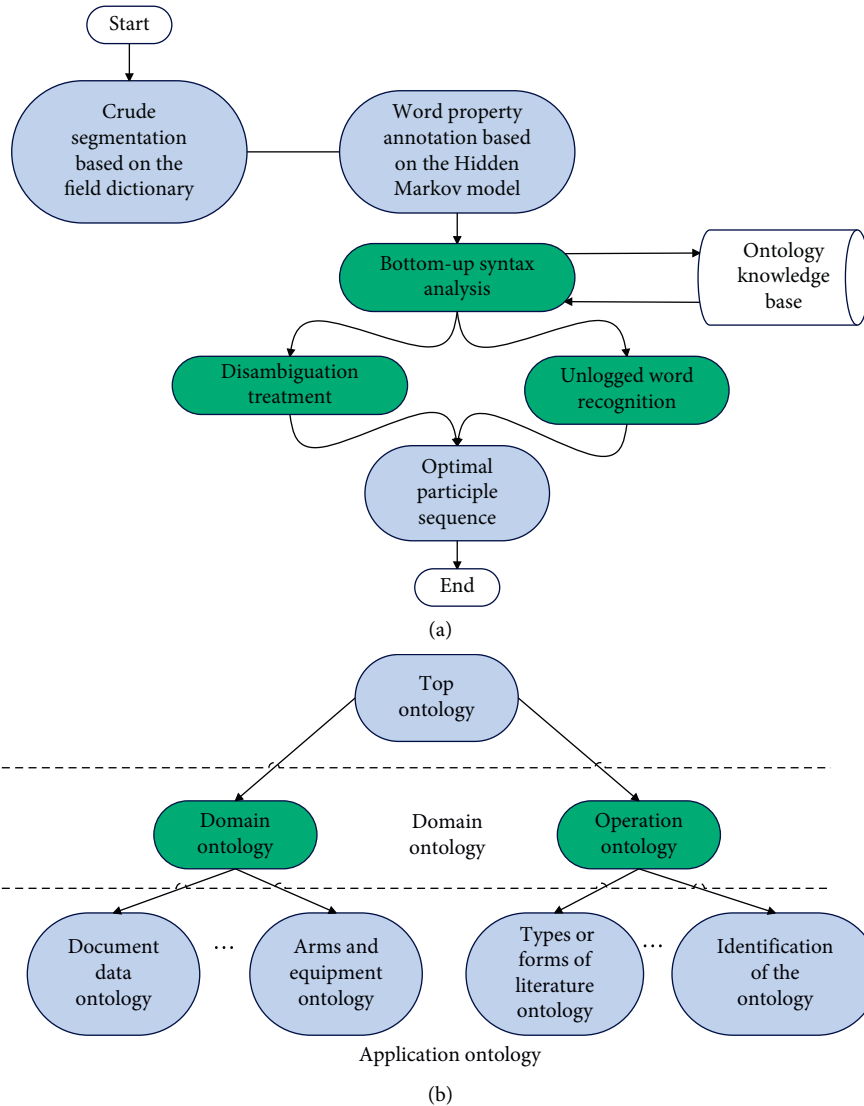 Start
Crude
segmentation
based on the
field dictionary
Word property
annotation based
on the Hidden
Markov model
Bottom-up syntax
analysis
Ontology
knowledge
base
Disambiguation
treatment
Unlogged word
recognition
Optimal
participle
sequence
End
(a)
Top
ontology
Domain
ontology
Domain
ontology
Operation
ontology
Document
data
ontology
...
Arms and
equipment
ontology
Types or
forms of
literature
ontology
...
Identification
of the
ontology
Application ontology
(b)